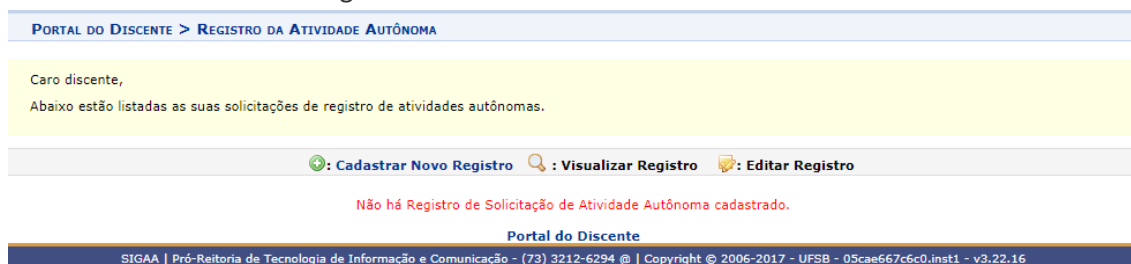 PORTAL DO DISCENTE > REGISTRO DA ATIVIDADE AUTÔNOMA
Caro discente,
Abaixo estão listadas as suas solicitações de registro de atividades autônomas.
: Cadastrar Novo Registro : Visualizar Registro : Editar Registro
Não há Registro de Solicitação de Atividade Autônoma cadastrado.
Portal do Discente
SIGAA | Pró-Reitoria de Tecnologia de Informação e Comunicação - (73) 3212-6294 @ | Copyright © 2006-2017 - UFSB - 05cae667c6c0.inst1 - v3.22.16